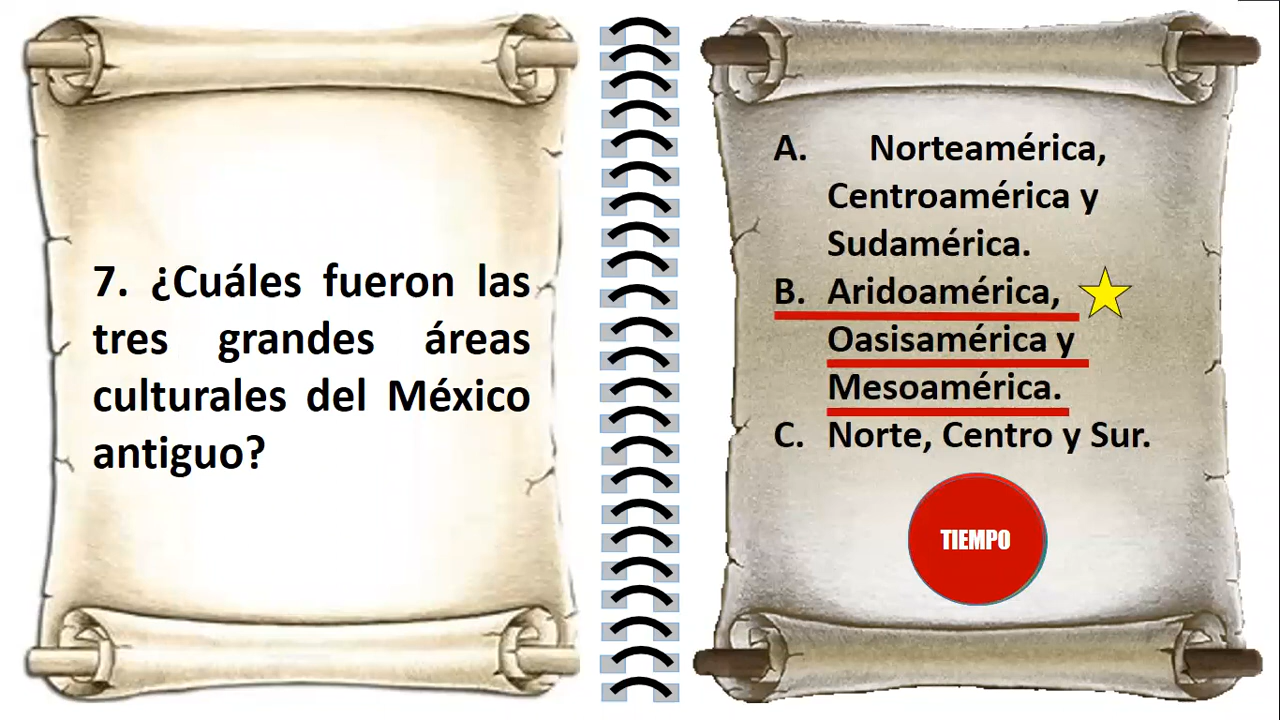 7. ¿Cuáles fueron las
tres grandes áreas
culturales del México
antiguo?
A. Norteamérica,
Centroamérica y
Sudamérica.
B. Aridoamérica,
Oasisamérica y
Mesoamérica.
C. Norte, Centro y Sur.
TIEMPO